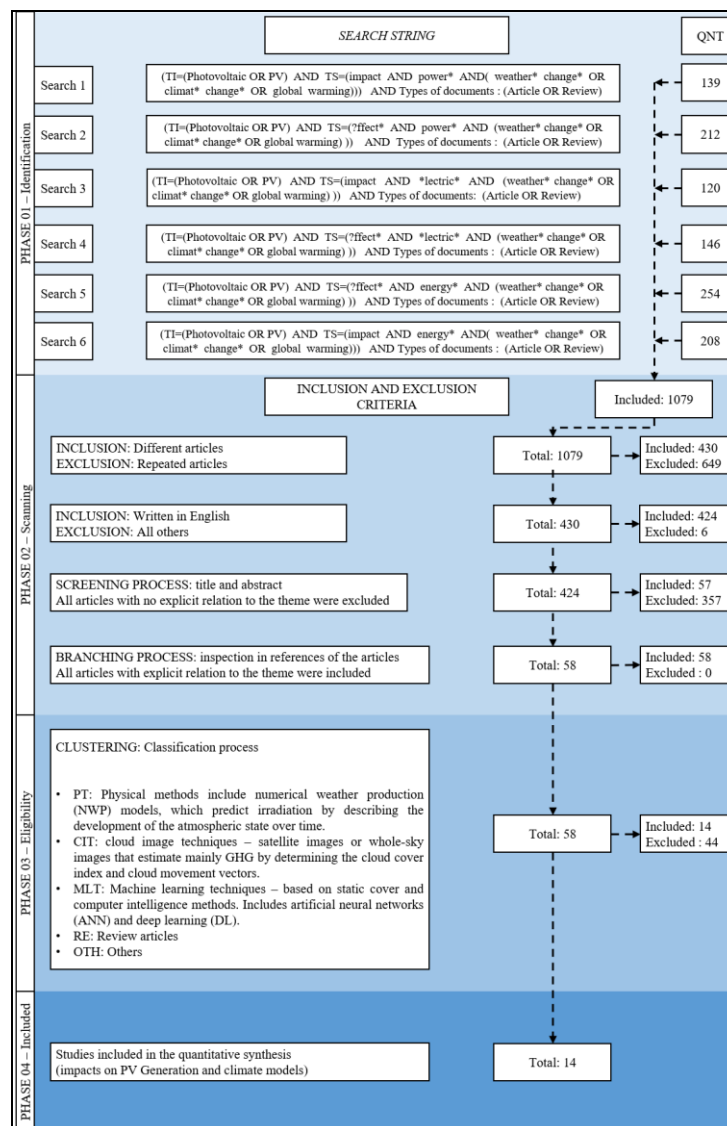 PHASE 01 – Identification
SEARCH STRING
QNT
Search 1
(TI=(Photovoltaic OR PV) AND TS=(impact AND power* AND( weather* change* OR
climat* change* OR global warming))) AND Types of documents : (Article OR Review)
139
Search 2
(TI=(Photovoltaic OR PV) AND TS=(?ffect* AND power* AND (weather* change* OR
climat* change* OR global warming) )) AND Types of documents : (Article OR Review)
212
Search 3
(TI=(Photovoltaic OR PV) AND TS=(impact AND *lectric* AND (weather* change* OR
climat* change* OR global warming) )) AND Types of documents: (Article OR Review)
120
Search 4
(TI=(Photovoltaic OR PV) AND TS=(?ffect* AND *lectric* AND (weather* change* OR
climat* change* OR global warming) )) AND Types of documents : (Article OR Review)
146
Search 5
(TI=(Photovoltaic OR PV) AND TS=(?ffect* AND energy* AND (weather* change* OR
climat* change* OR global warming) )) AND Types of documents : (Article OR Review)
254
Search 6
(TI=(Photovoltaic OR PV) AND TS=(impact AND energy* AND( weather* change* OR
climat* change* OR global warming))) AND Types of documents : (Article OR Review)
208
PHASE 02 – Scanning
INCLUSION AND EXCLUSION
CRITERIA
Included: 1079
INCLUSION: Different articles
EXCLUSION: Repeated articles
Total: 1079
Included: 430
Excluded: 649
INCLUSION: Written in English
EXCLUSION: All others
Total: 430
Included: 424
Excluded: 6
SCREENING PROCESS: title and abstract
All articles with no explicit relation to the theme were excluded
Total: 424
Included: 57
Excluded: 357
BRANCHING PROCESS: inspection in references of the articles
All articles with explicit relation to the theme were included
Total: 58
Included: 58
Excluded : 0
PHASE 03 – Eligibility
CLUSTERING: Classification process
• PT: Physical methods include numerical weather production
(NWP) models, which predict irradiation by describing the
development of the atmospheric state over time.
• CIT: cloud image techniques – satellite images or whole-sky
images that estimate mainly GHG by determining the cloud cover
index and cloud movement vectors.
• MLT: Machine learning techniques – based on static cover and
computer intelligence methods. Includes artificial neural networks
(ANN) and deep learning (DL).
• RE: Review articles
• OTH: Others
Total: 58
Included: 14
Excluded : 44
PHASE 04 – Included
Studies included in the quantitative synthesis
(impacts on PV Generation and climate models)
Total: 14